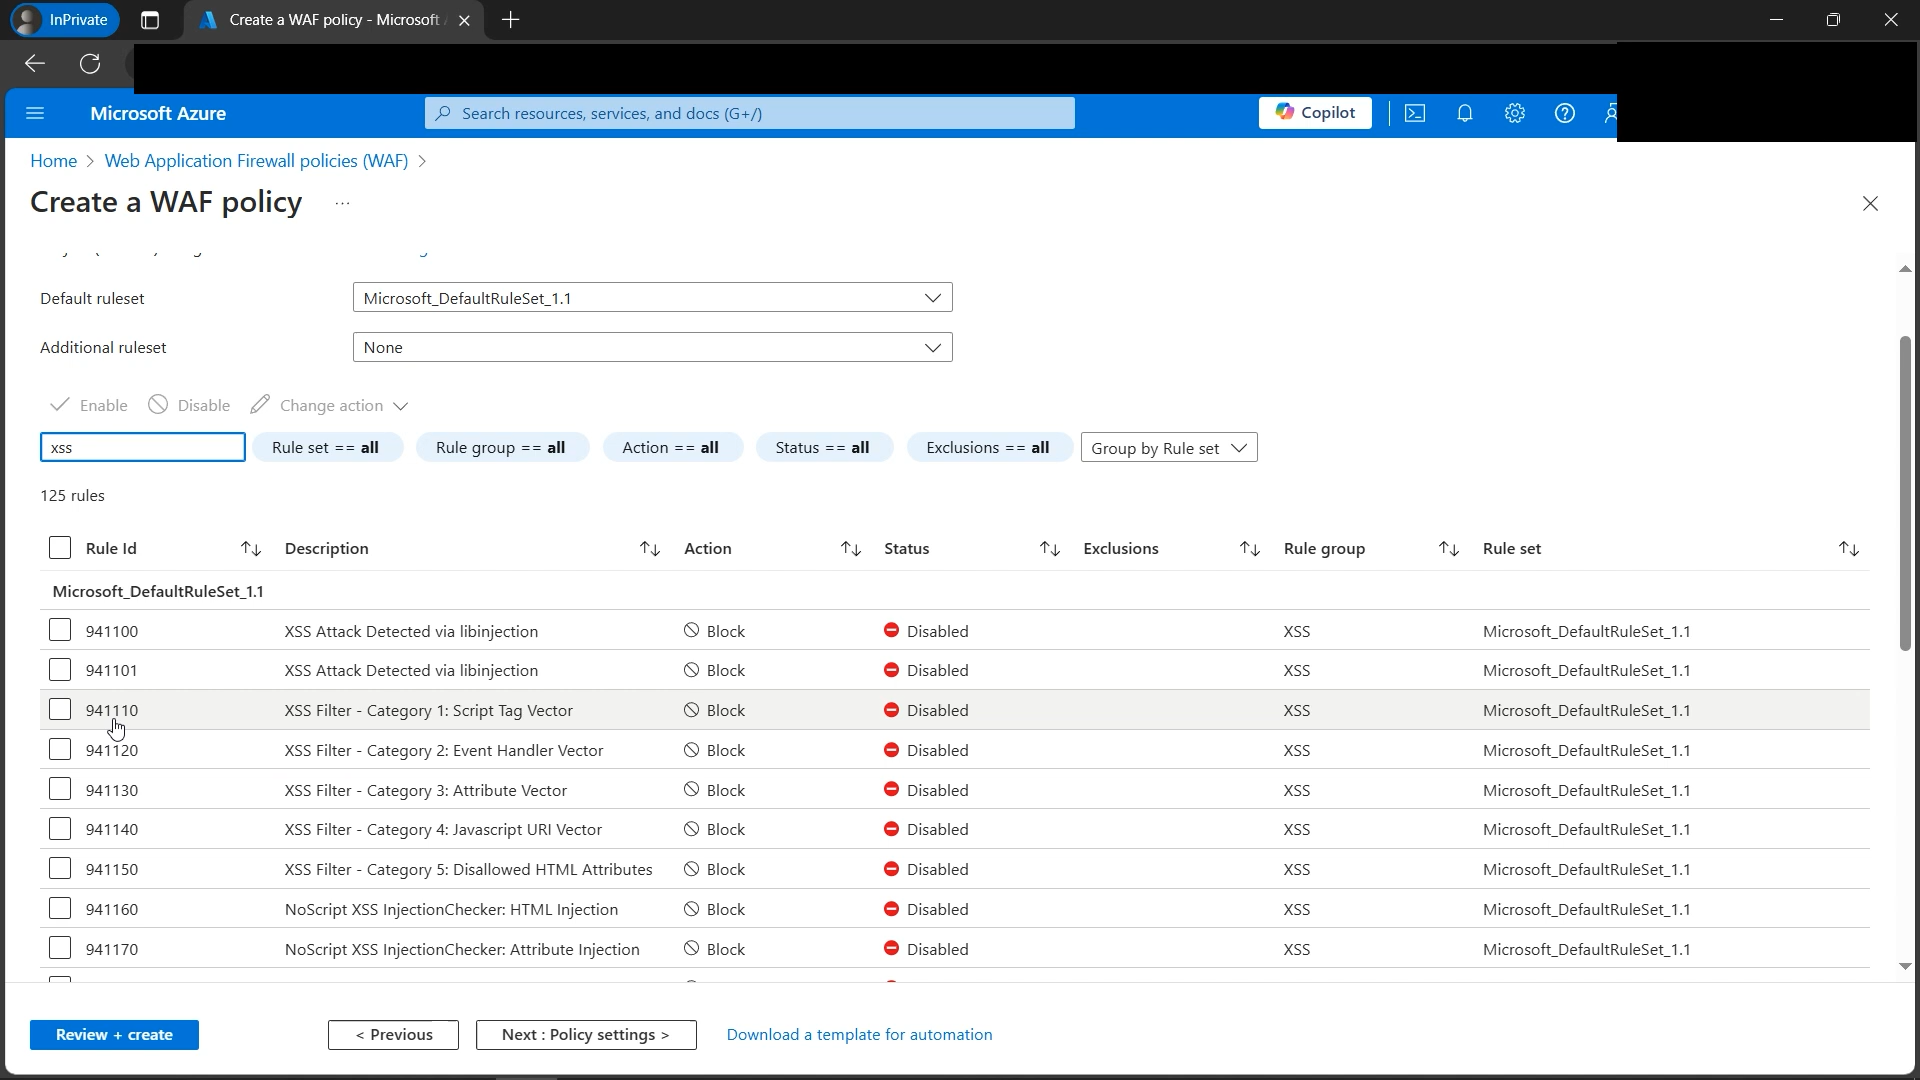 InPrivate
Create a WAF policy - Microsoft
Microsoft Azure
Search resources, services, and docs (G+/)
Copilot
Home > Web Application Firewall policies (WAF) >
Create a WAF policy ...
Default ruleset
Microsoft_DefaultRuleSet_1.1
Additional ruleset
None
Enable
Disable
Change action
xss
Rule set == all
Rule group == all
Action == all
Status == all
Exclusions == all
Group by Rule set
125 rules
Rule Id Description Action Status Exclusions Rule group Rule set
Microsoft_DefaultRuleSet_1.1
941100 XSS Attack Detected via libinjection Block Disabled XSS Microsoft_DefaultRuleSet_1.1
941101 XSS Attack Detected via libinjection Block Disabled XSS Microsoft_DefaultRuleSet_1.1
941110 XSS Filter - Category 1: Script Tag Vector Block Disabled XSS Microsoft_DefaultRuleSet_1.1
941120 XSS Filter - Category 2: Event Handler Vector Block Disabled XSS Microsoft_DefaultRuleSet_1.1
941130 XSS Filter - Category 3: Attribute Vector Block Disabled XSS Microsoft_DefaultRuleSet_1.1
941140 XSS Filter - Category 4: Javascript URI Vector Block Disabled XSS Microsoft_DefaultRuleSet_1.1
941150 XSS Filter - Category 5: Disallowed HTML Attributes Block Disabled XSS Microsoft_DefaultRuleSet_1.1
941160 NoScript XSS InjectionChecker: HTML Injection Block Disabled XSS Microsoft_DefaultRuleSet_1.1
941170 NoScript XSS InjectionChecker: Attribute Injection Block Disabled XSS Microsoft_DefaultRuleSet_1.1
Review + create
< Previous
Next : Policy settings >
Download a template for automation